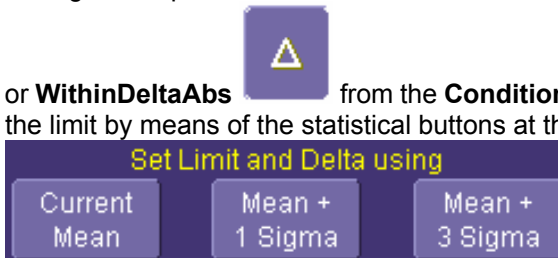 Δ
or WithinDeltaAbs from the Condition
the limit by means of the statistical buttons at th
Set Limit and Delta using
Current Mean + Mean +
Mean 1 Sigma 3 Sigma